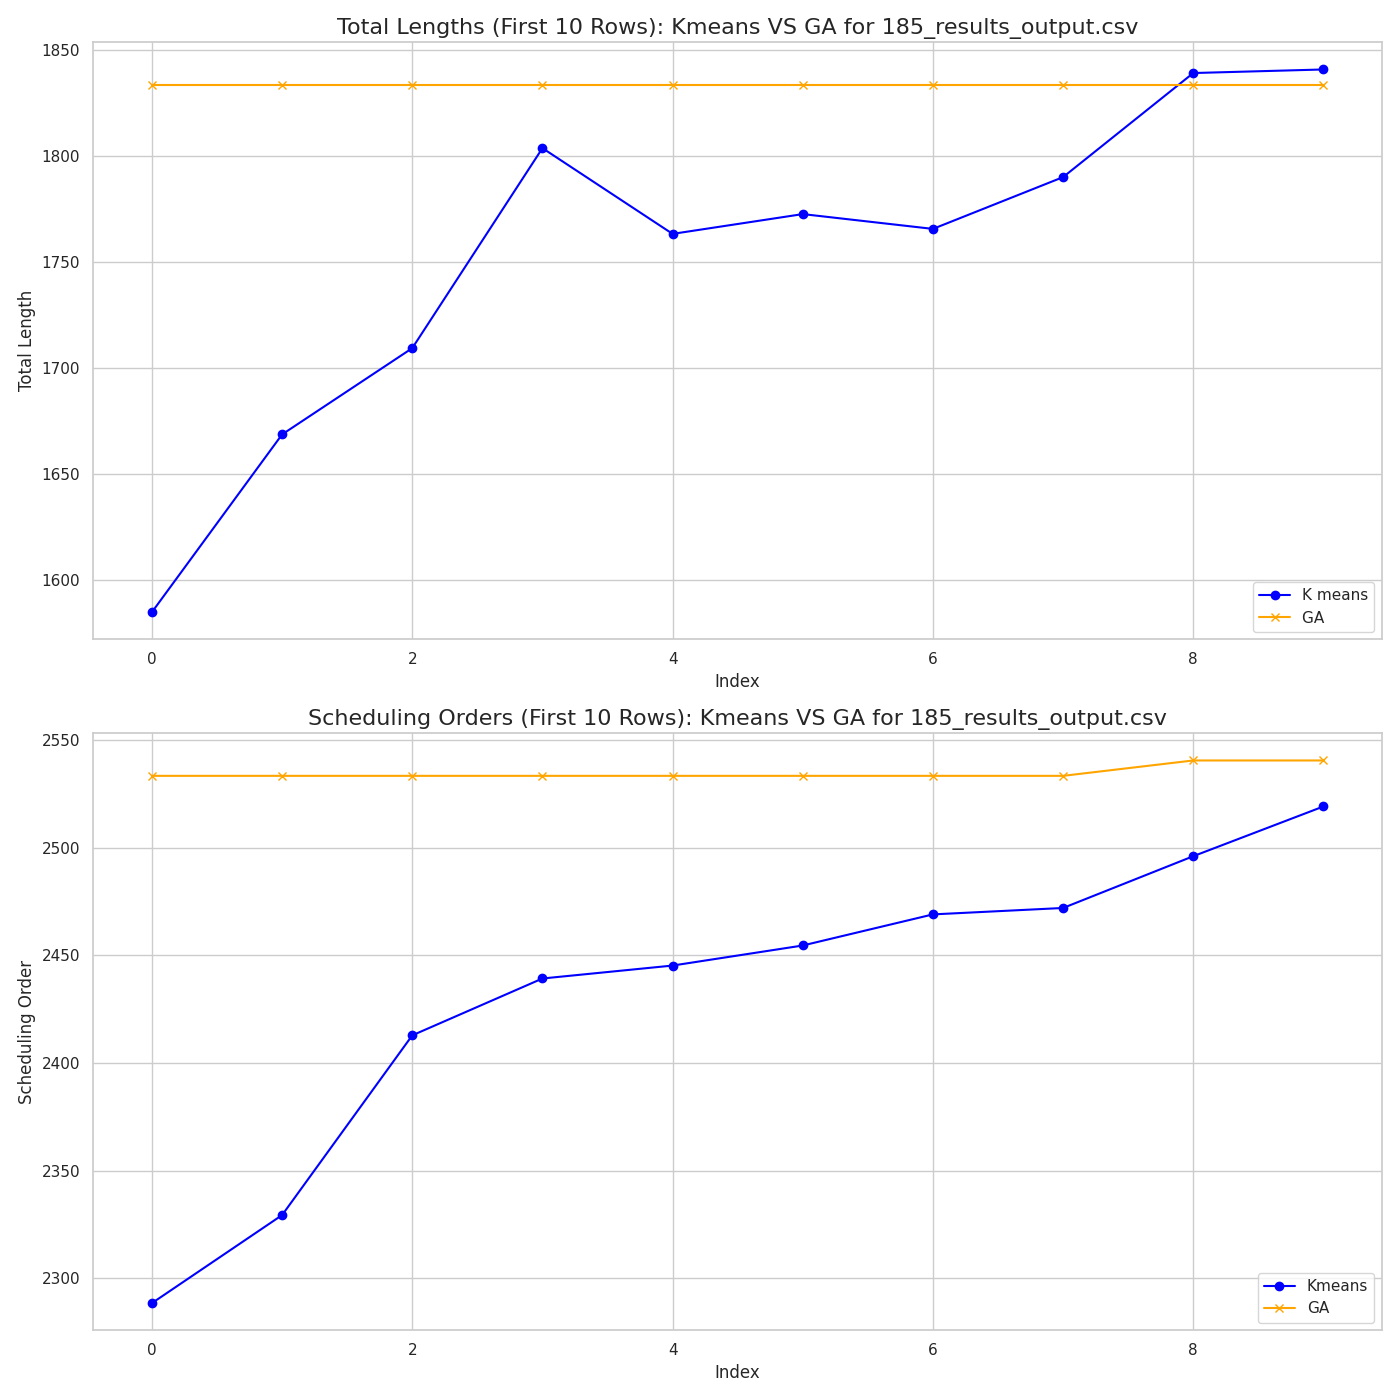 Total Lengths (First 10 Rows): Kmeans VS GA for 185_results_output.csv
1850
1800
1750
1700
1650
1600
Total Length
K means
GA
0 2 4 6 8
Index
Scheduling Orders (First 10 Rows): Kmeans VS GA for 185_results_output.csv
2550
2500
2450
2400
2350
2300
Scheduling Order
Kmeans
GA
0 2 4 6 8
Index